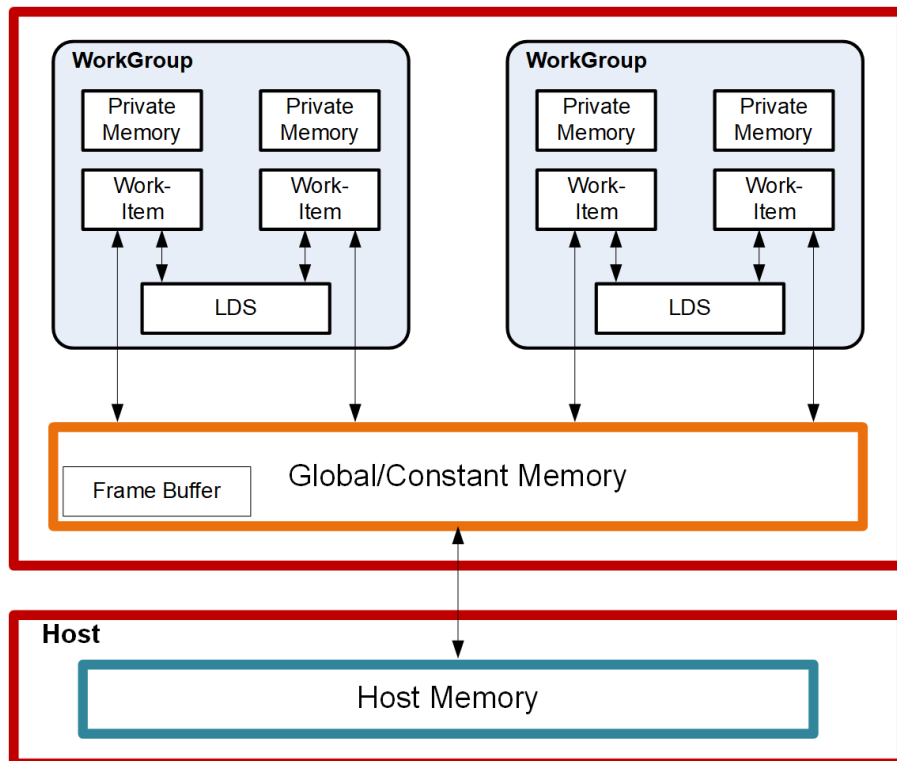 WorkGroup
Private
Memory
Private
Memory
Work-
Item
Work-
Item
LDS
WorkGroup
Private
Memory
Private
Memory
Work-
Item
Work-
Item
LDS
Global/Constant Memory
Frame Buffer
Host
Host Memory